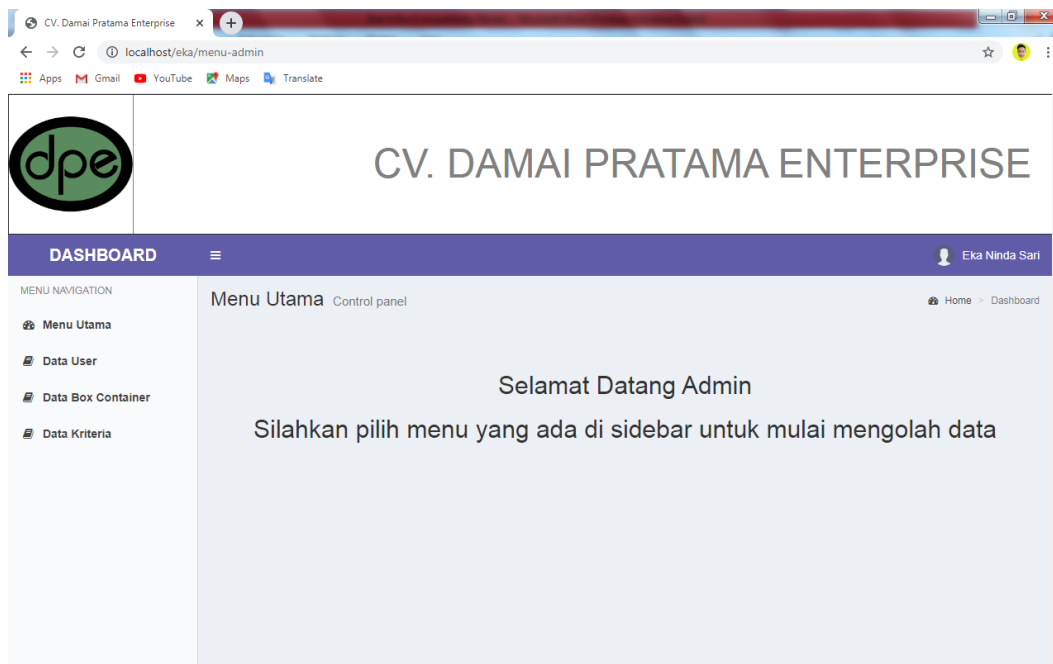 CV. Damai Pratama Enterprise
localhost/eka/menu-admin
Apps Gmail YouTube Maps Translate
dpe
CV. DAMAI PRATAMA ENTERPRISE
DASHBOARD
Eka Ninda Sari
MENU NAVIGATION
Menu Utama
Data User
Data Box Container
Data Kriteria
Menu Utama Control panel
Home > Dashboard
Selamat Datang Admin
Silahkan pilih menu yang ada di sidebar untuk mulai mengolah data